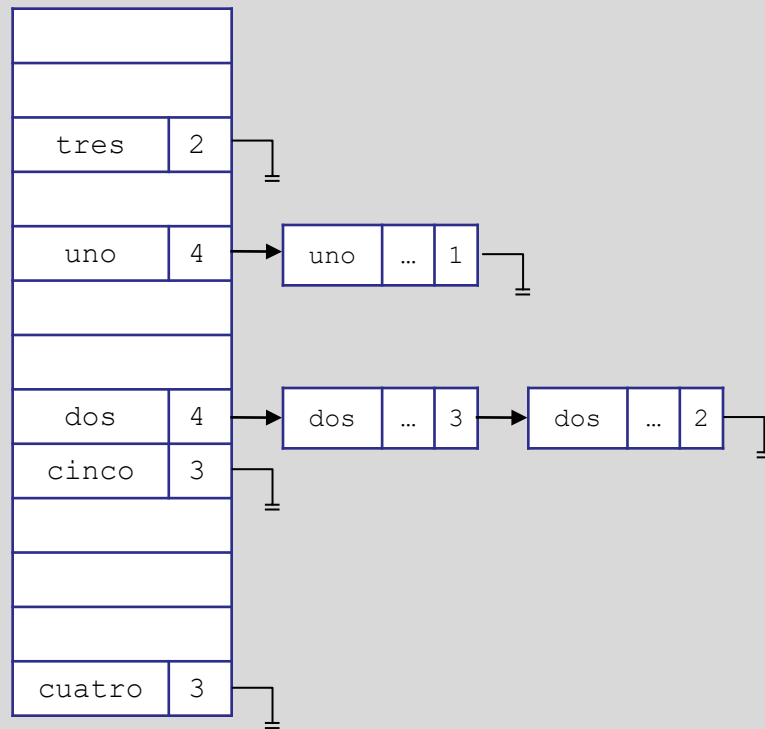 tres 2
uno 4 uno … 1
dos 4 dos … 3 dos … 2
cinco 3
cuatro 3